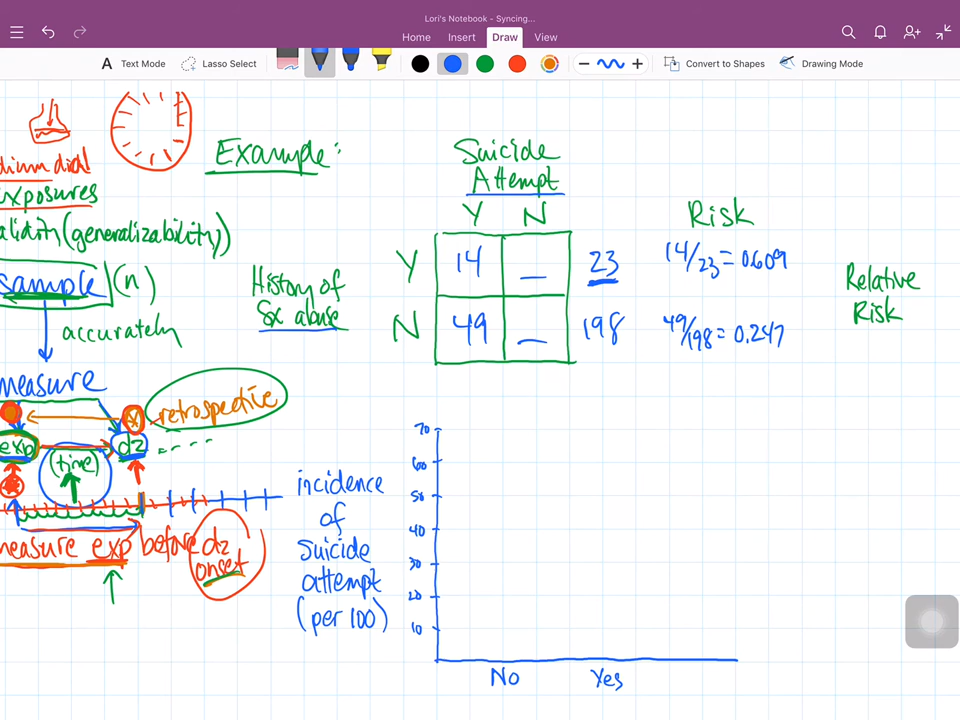 Lori's Notebook - Syncing...
Home Insert Draw View
Text Mode Lasso Select Convert to Shapes Drawing Mode
dium dial
exposures
alidity (generalizability)
sample (n)
accurately
measure
retrospective
exp dz
(time)
measure exp before dz
onset
Example:
Suicide
Attempt
Y N
Risk
Y 14 _ 23 14/23 = 0.609
History of
Sx abuse
N 49 _ 198 49/198 = 0.247
Relative
Risk
incidence
of
suicide
attempt
(per 100)
70
60
50
40
30
20
10
No Yes